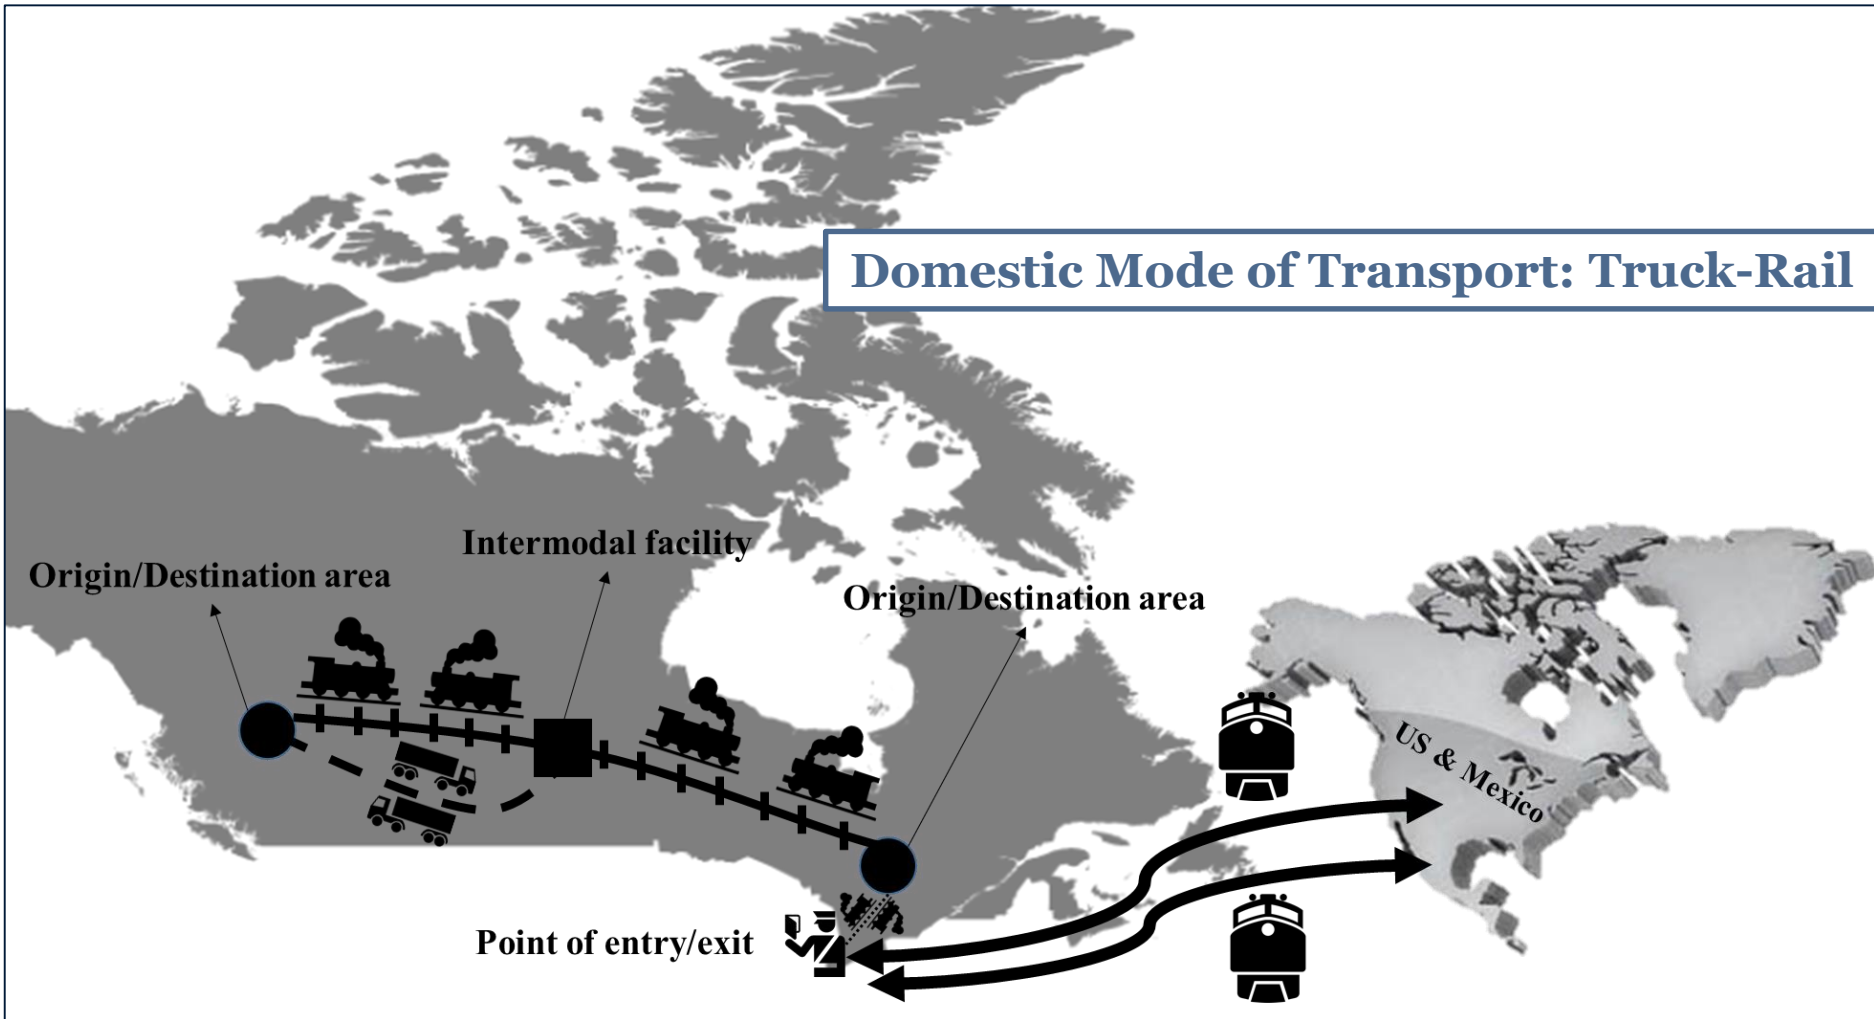 Domestic Mode of Transport: Truck-Rail
Intermodal facility
Origin/Destination area
Origin/Destination area
US & Mexico
Point of entry/exit